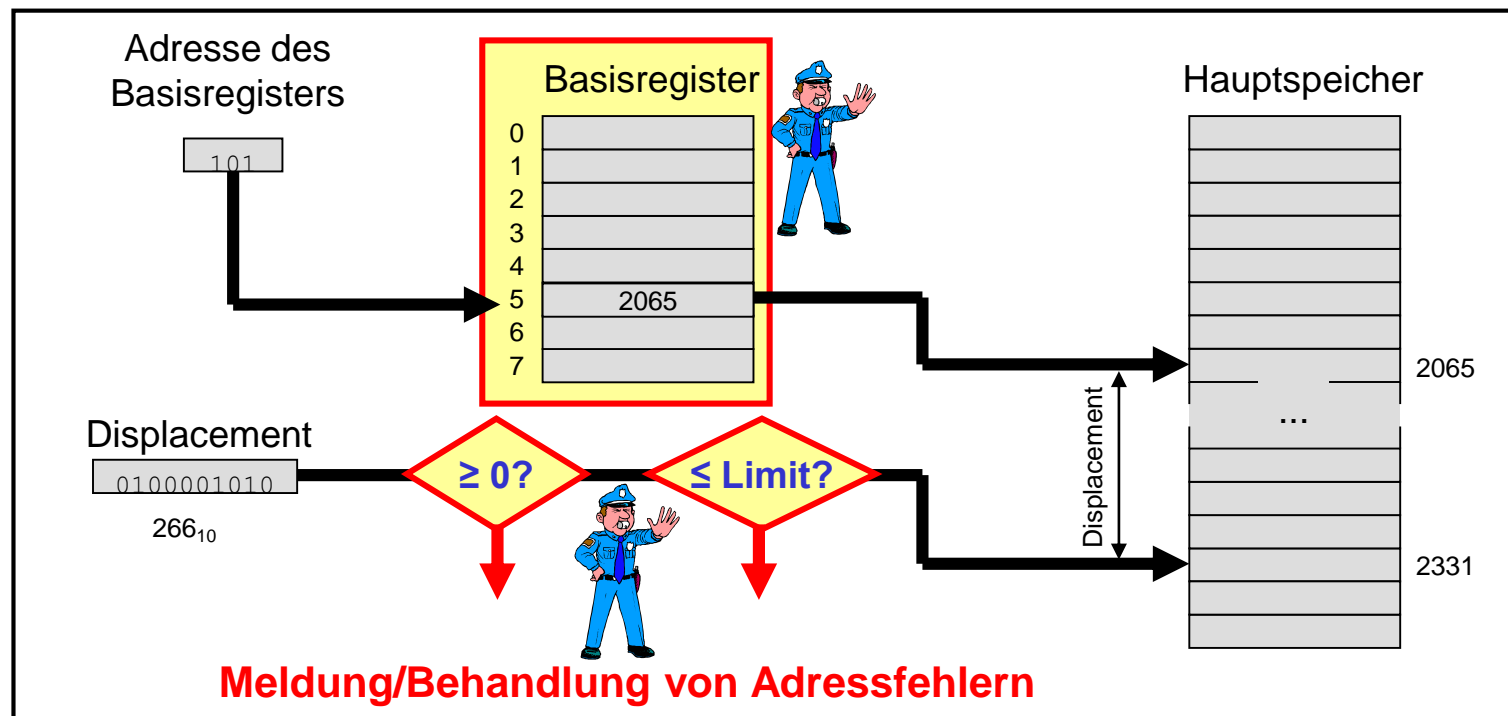 Adresse des
Basisregisters
101
Basisregister
0
1
2
3
4
5
2065
6
7
Hauptspeicher
2065
...
2331
Displacement
Displacement
0100001010
266₁₀
≥ 0?
≤ Limit?
Meldung/Behandlung von Adressfehlern